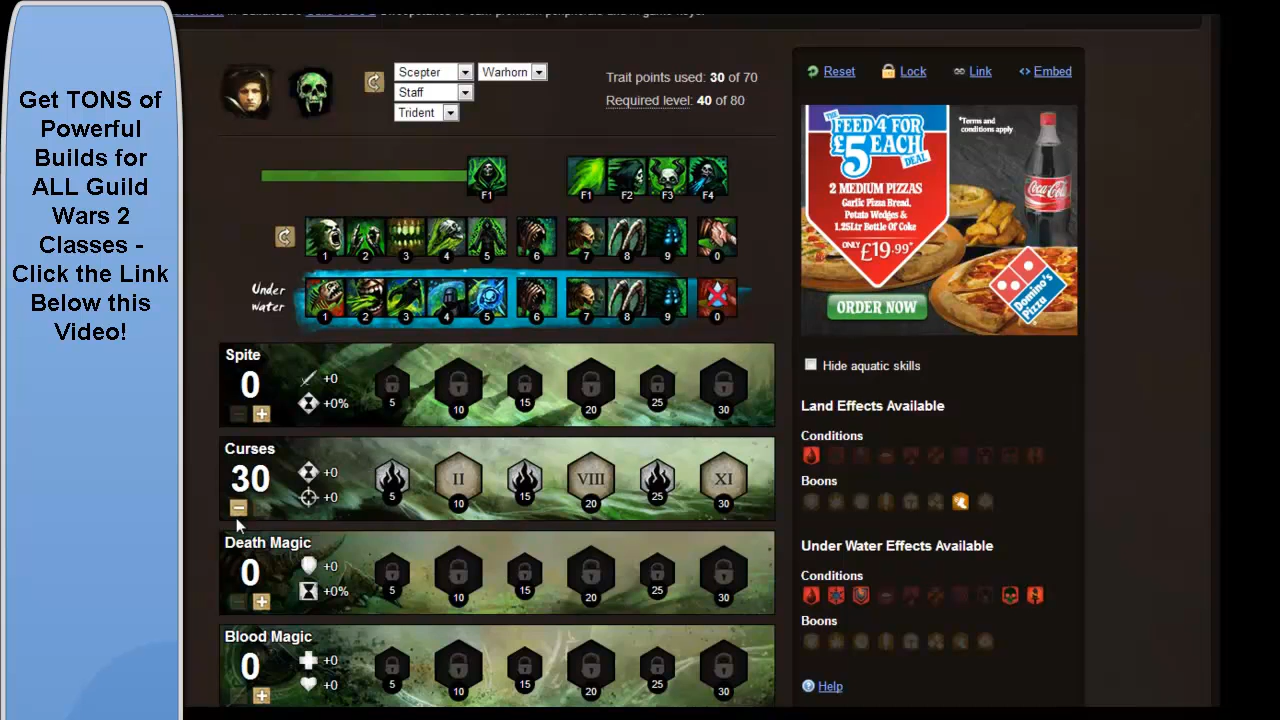 Get TONS of
Powerful
Builds for
ALL Guild
Wars 2
Classes -
Click the Link
Below this
Video!
Scepter
Warhorn
Staff
Trident
Trait points used: 30 of 70
Required level: 40 of 80
F1
F1 F2 F3 F4
1 2 3 4 5 6 7 8 9 0
Under
water
1 2 3 4 5 6 7 8 9 0
Spite
0
+0
+0%
5 10 15 20 25 30
Curses
30
+0
+0
II VIII XI
5 10 15 20 25 30
Death Magic
0
+0
+0%
5 10 15 20 25 30
Blood Magic
0
+0
+0
5 10 15 20 25 30
Reset Lock Link Embed
THE
FEED 4 FOR
£5 EACH
DEAL
*Terms and
conditions apply
2 MEDIUM PIZZAS
Garlic Pizza Bread,
Potato Wedges &
1.25Ltr Bottle Of Coke
ONLY £19.99*
ORDER NOW
Coca-Cola
Domino's
Pizza
Hide aquatic skills
Land Effects Available
Conditions
Boons
Under Water Effects Available
Conditions
Boons
Help